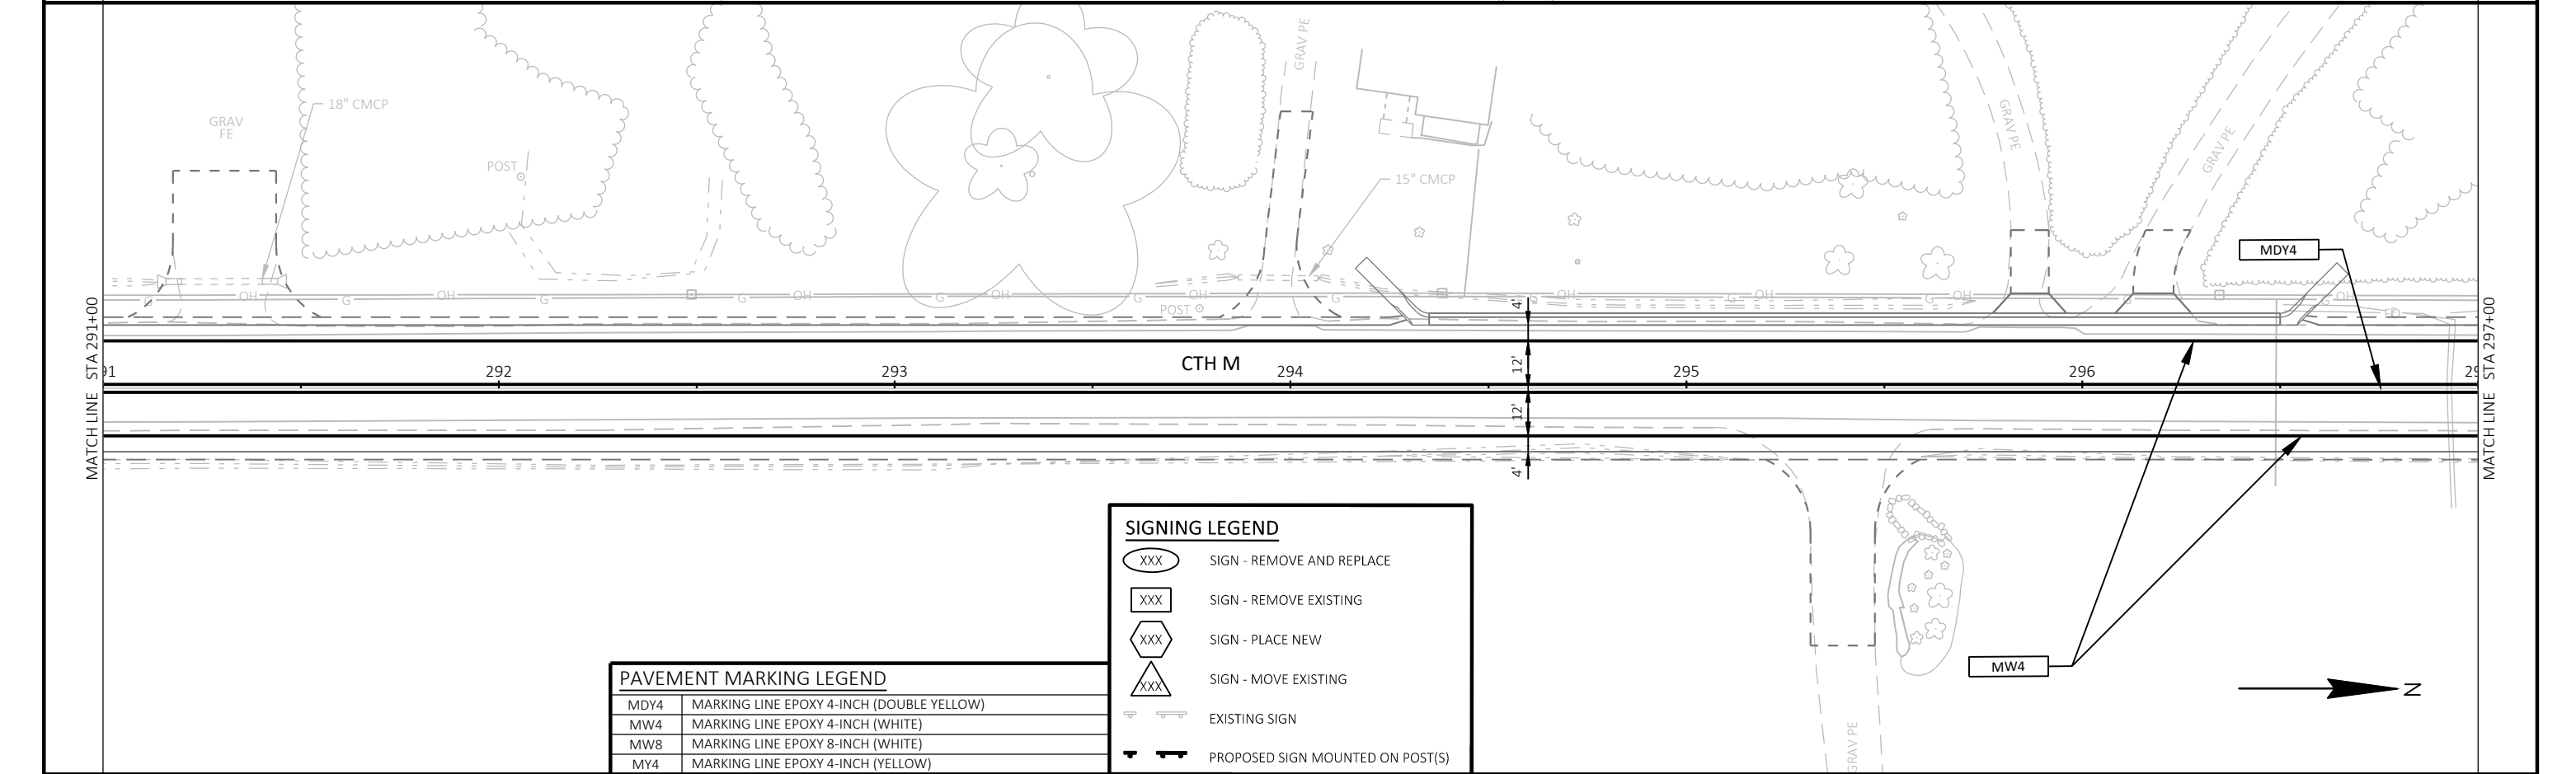 GRAV PE
18" CMCP
GRAV
FE
POST
15" CMCP
GRAV PE
GRAV PE
MDY4
G OH G OH G OH G OH G OH G OH G OH G OH G OH G OH
POST
4'
MATCH LINE STA 291+00
CTH M
12'
91 292 293 294 295 296 29
12'
4'
MATCH LINE STA 297+00
SIGNING LEGEND
XXX SIGN - REMOVE AND REPLACE
XXX SIGN - REMOVE EXISTING
XXX SIGN - PLACE NEW
XXX SIGN - MOVE EXISTING
EXISTING SIGN
PROPOSED SIGN MOUNTED ON POST(S)
PAVEMENT MARKING LEGEND
MDY4 MARKING LINE EPOXY 4-INCH (DOUBLE YELLOW)
MW4 MARKING LINE EPOXY 4-INCH (WHITE)
MW8 MARKING LINE EPOXY 8-INCH (WHITE)
MY4 MARKING LINE EPOXY 4-INCH (YELLOW)
MW4
N
GRAV PE